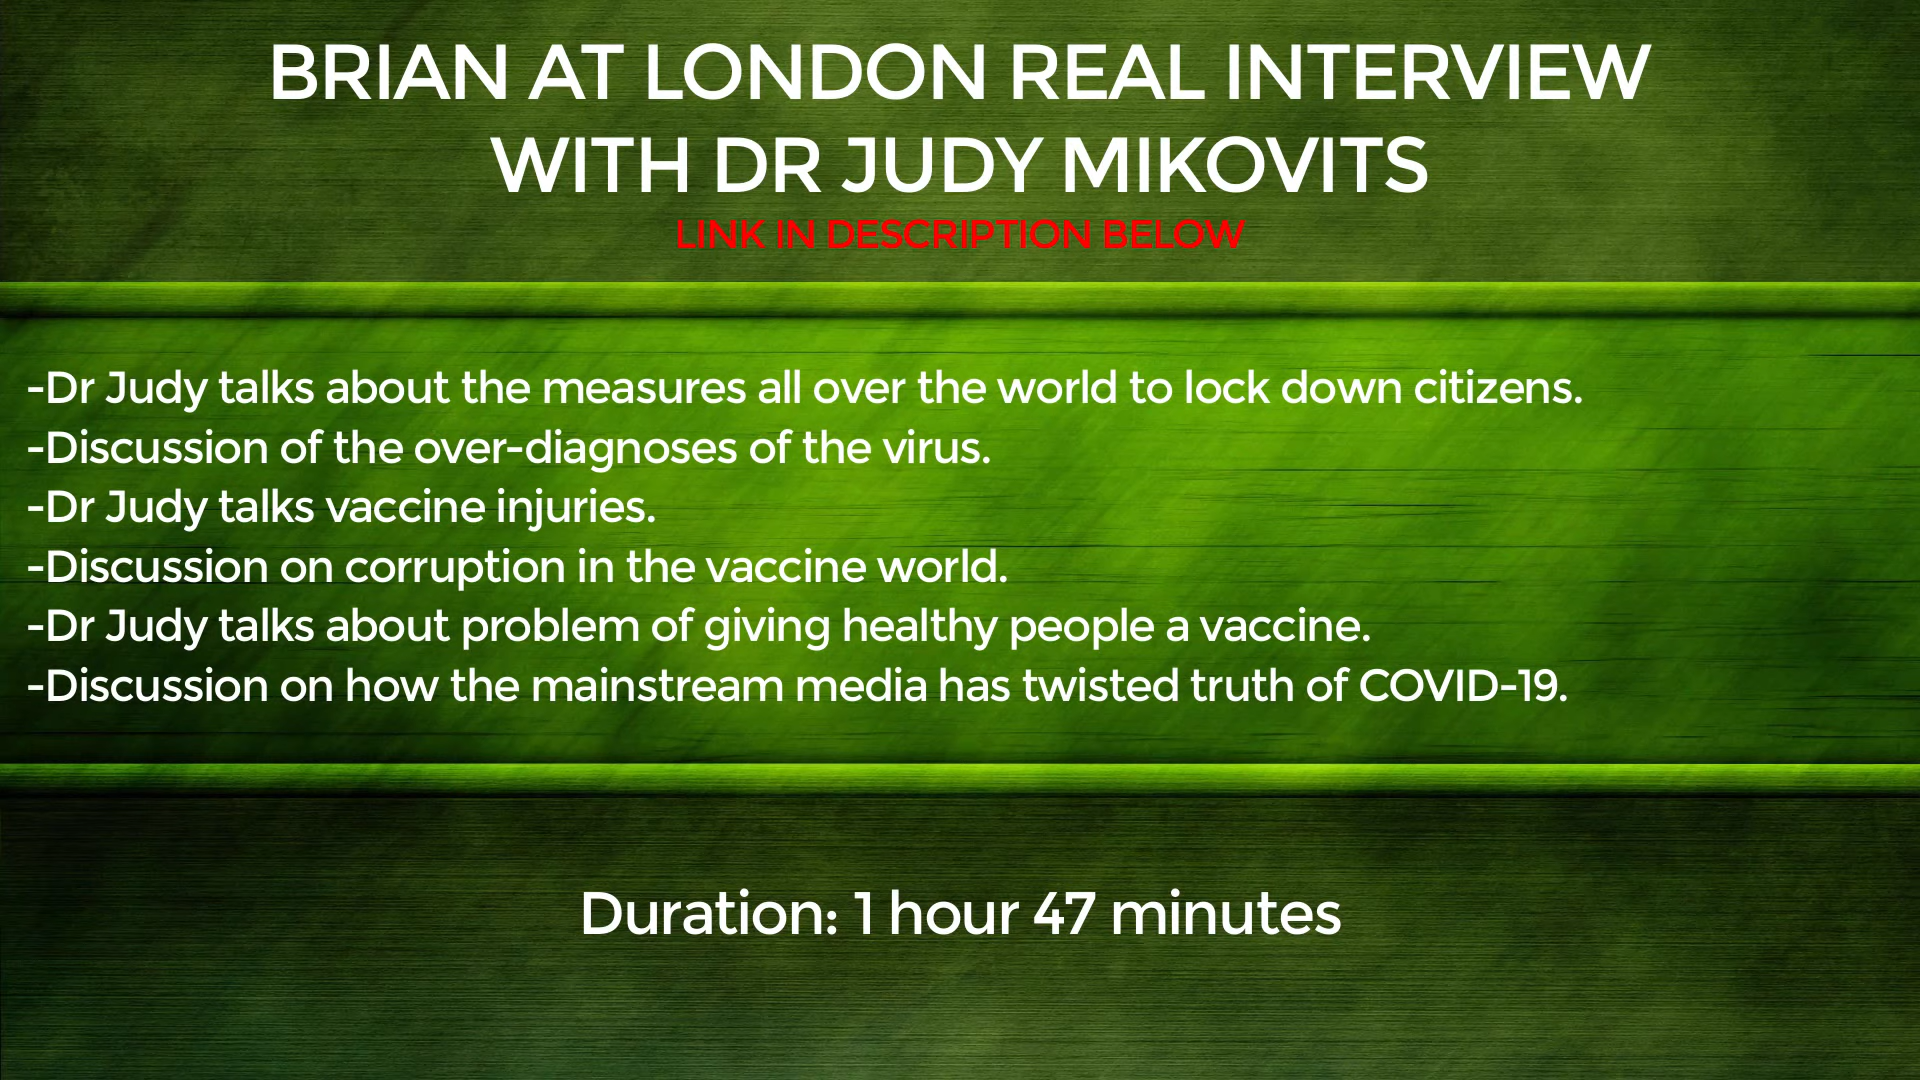 BRIAN AT LONDON REAL INTERVIEW
WITH DR JUDY MIKOVITS
LINK IN DESCRIPTION BELOW
-Dr Judy talks about the measures all over the world to lock down citizens.
-Discussion of the over-diagnoses of the virus.
-Dr Judy talks vaccine injuries.
-Discussion on corruption in the vaccine world.
-Dr Judy talks about problem of giving healthy people a vaccine.
-Discussion on how the mainstream media has twisted truth of COVID-19.
Duration: 1 hour 47 minutes